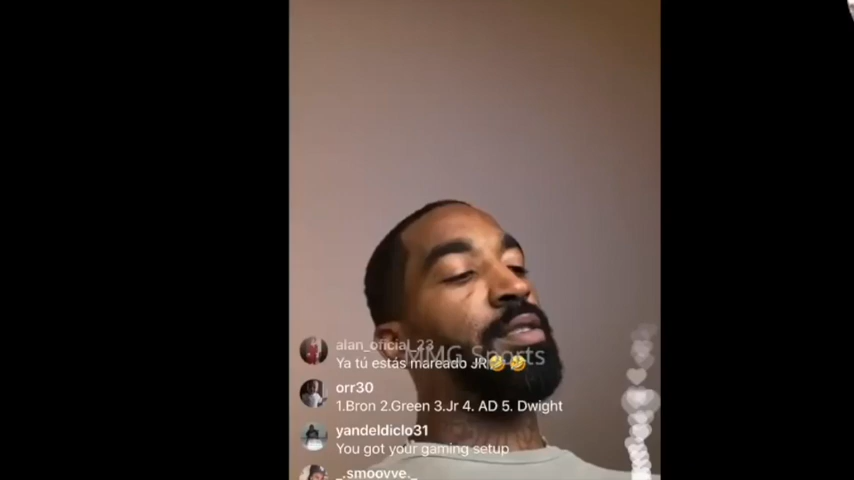 alan_oficial_23
MMG Sports
Ya tú estás mareado JR🤣🤣
orr30
1.Bron 2.Green 3.Jr 4. AD 5. Dwight
yandeldiclo31
You got your gaming setup
_.smoovve._